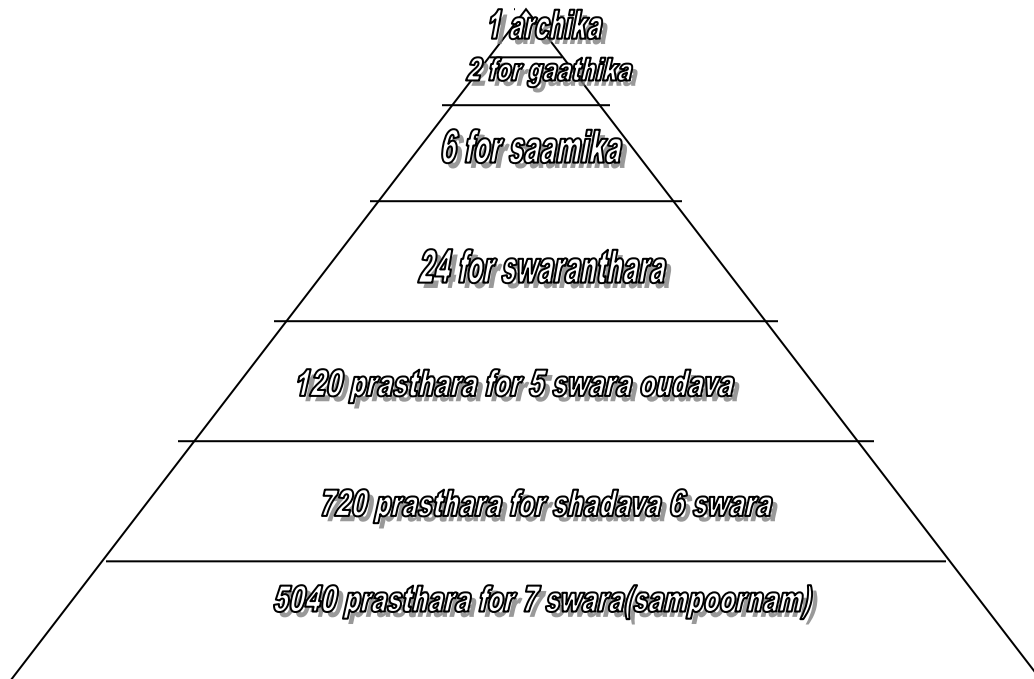 1 archika
2 for gaathika
6 for saamika
24 for swaranthara
120 prasthara for 5 swara oudava
720 prasthara for shadava 6 swara
5040 prasthara for 7 swara(sampoornam)